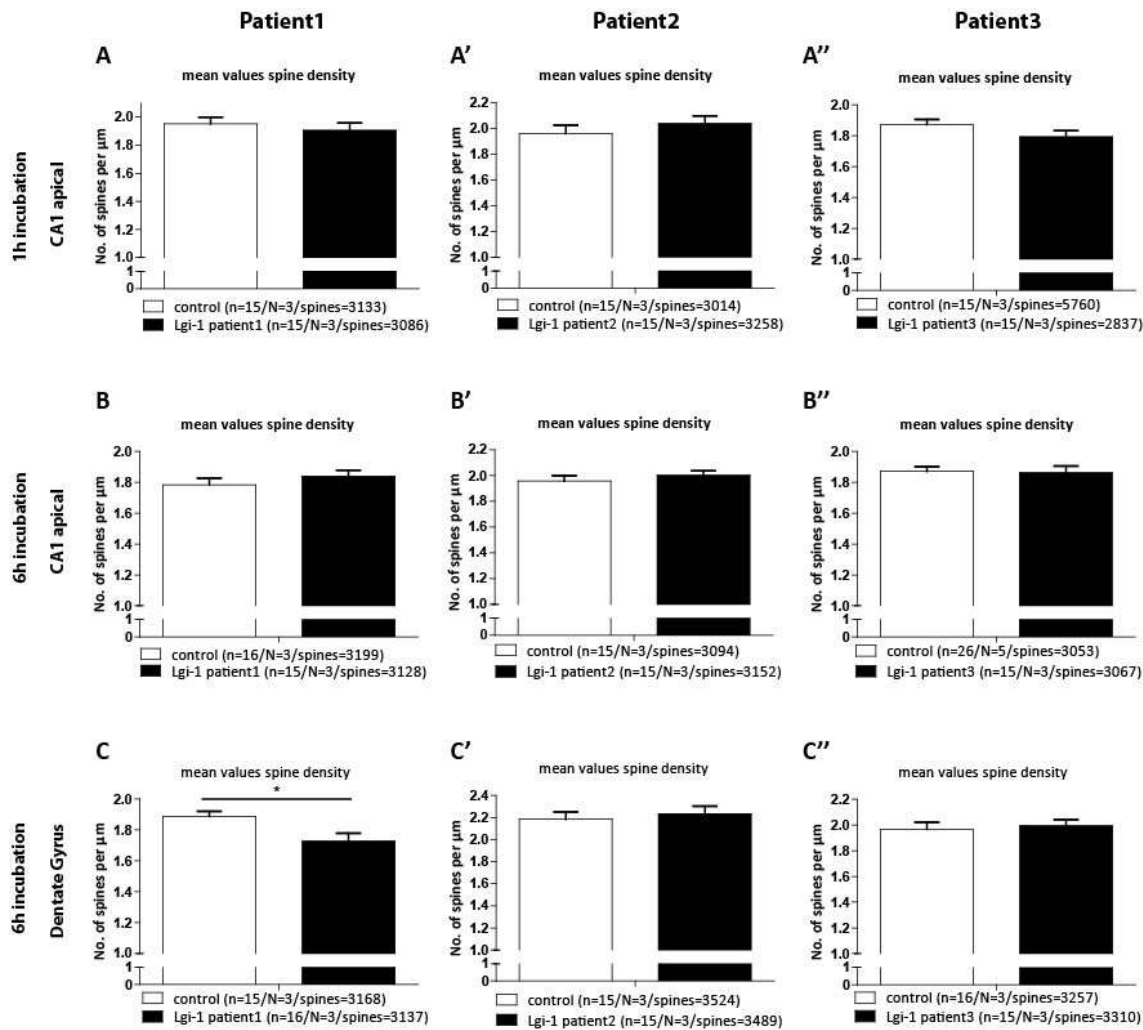 Patient1 Patient2 Patient3
A A' A''
mean values spine density mean values spine density mean values spine density
1h incubation
CA1 apical
No. of spines per µm
2.0
1.8
1.6
1.4
1.2
1.0
1
0
No. of spines per µm
2.2
2.0
1.8
1.6
1.4
1.2
1.0
1
0
No. of spines per µm
2.0
1.8
1.6
1.4
1.2
1.0
1
0
control (n=15/N=3/spines=3133) control (n=15/N=3/spines=3014) control (n=15/N=3/spines=5760)
Lgi-1 patient1 (n=15/N=3/spines=3086) Lgi-1 patient2 (n=15/N=3/spines=3258) Lgi-1 patient3 (n=15/N=3/spines=2837)
B B' B''
mean values spine density mean values spine density mean values spine density
6h incubation
CA1 apical
No. of spines per µm
2.0
1.8
1.6
1.4
1.2
1.0
1
0
No. of spines per µm
2.2
2.0
1.8
1.6
1.4
1.2
1.0
1
0
No. of spines per µm
2.0
1.8
1.6
1.4
1.2
1.0
1
0
control (n=16/N=3/spines=3199) control (n=15/N=3/spines=3094) control (n=26/N=5/spines=3053)
Lgi-1 patient1 (n=15/N=3/spines=3128) Lgi-1 patient2 (n=15/N=3/spines=3152) Lgi-1 patient3 (n=15/N=3/spines=3067)
C C' C''
mean values spine density mean values spine density mean values spine density
6h incubation
Dentate Gyrus
No. of spines per µm
2.0
1.8
1.6
1.4
1.2
1.0
1
0
*
No. of spines per µm
2.4
2.2
2.0
1.8
1.6
1.4
1.2
1.0
1
0
No. of spines per µm
2.2
2.0
1.8
1.6
1.4
1.2
1.0
1
0
control (n=15/N=3/spines=3168) control (n=15/N=3/spines=3524) control (n=16/N=3/spines=3257)
Lgi-1 patient1 (n=16/N=3/spines=3137) Lgi-1 patient2 (n=15/N=3/spines=3489) Lgi-1 patient3 (n=15/N=3/spines=3310)